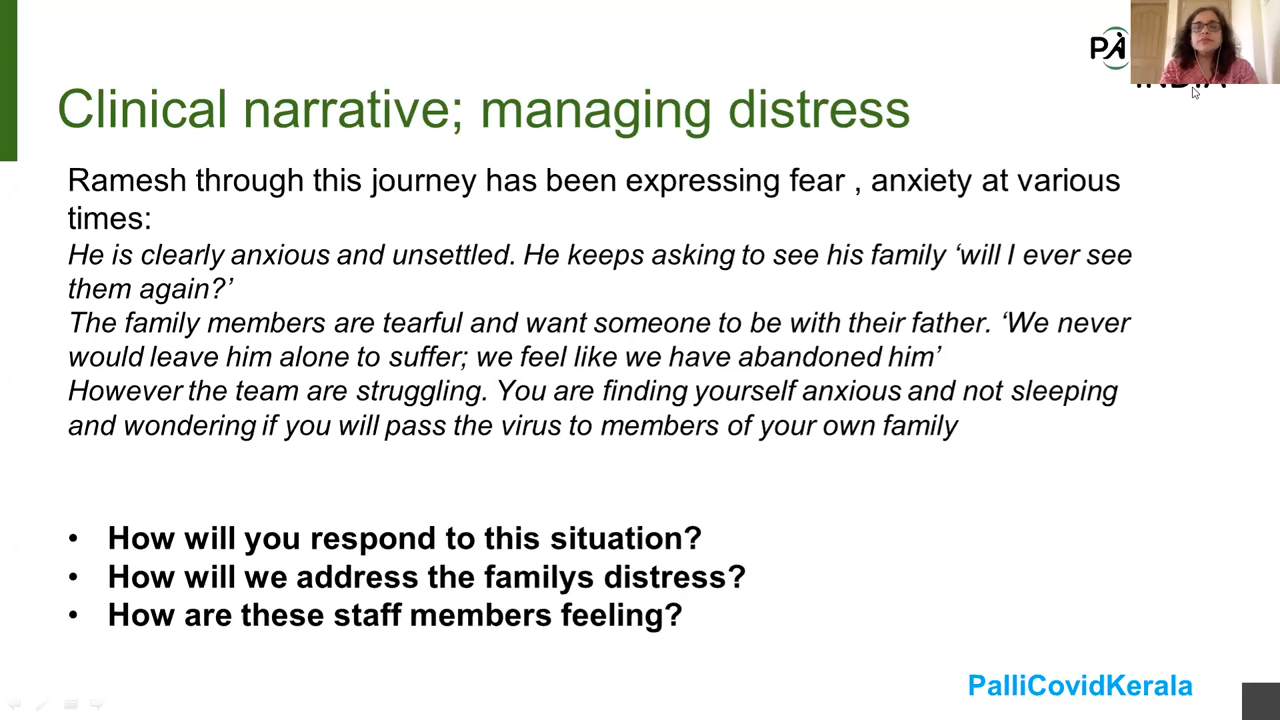 Clinical narrative; managing distress
Ramesh through this journey has been expressing fear , anxiety at various
times:
He is clearly anxious and unsettled. He keeps asking to see his family ‘will I ever see
them again?’
The family members are tearful and want someone to be with their father. ‘We never
would leave him alone to suffer; we feel like we have abandoned him’
However the team are struggling. You are finding yourself anxious and not sleeping
and wondering if you will pass the virus to members of your own family
• How will you respond to this situation?
• How will we address the familys distress?
• How are these staff members feeling?
PalliCovidKerala